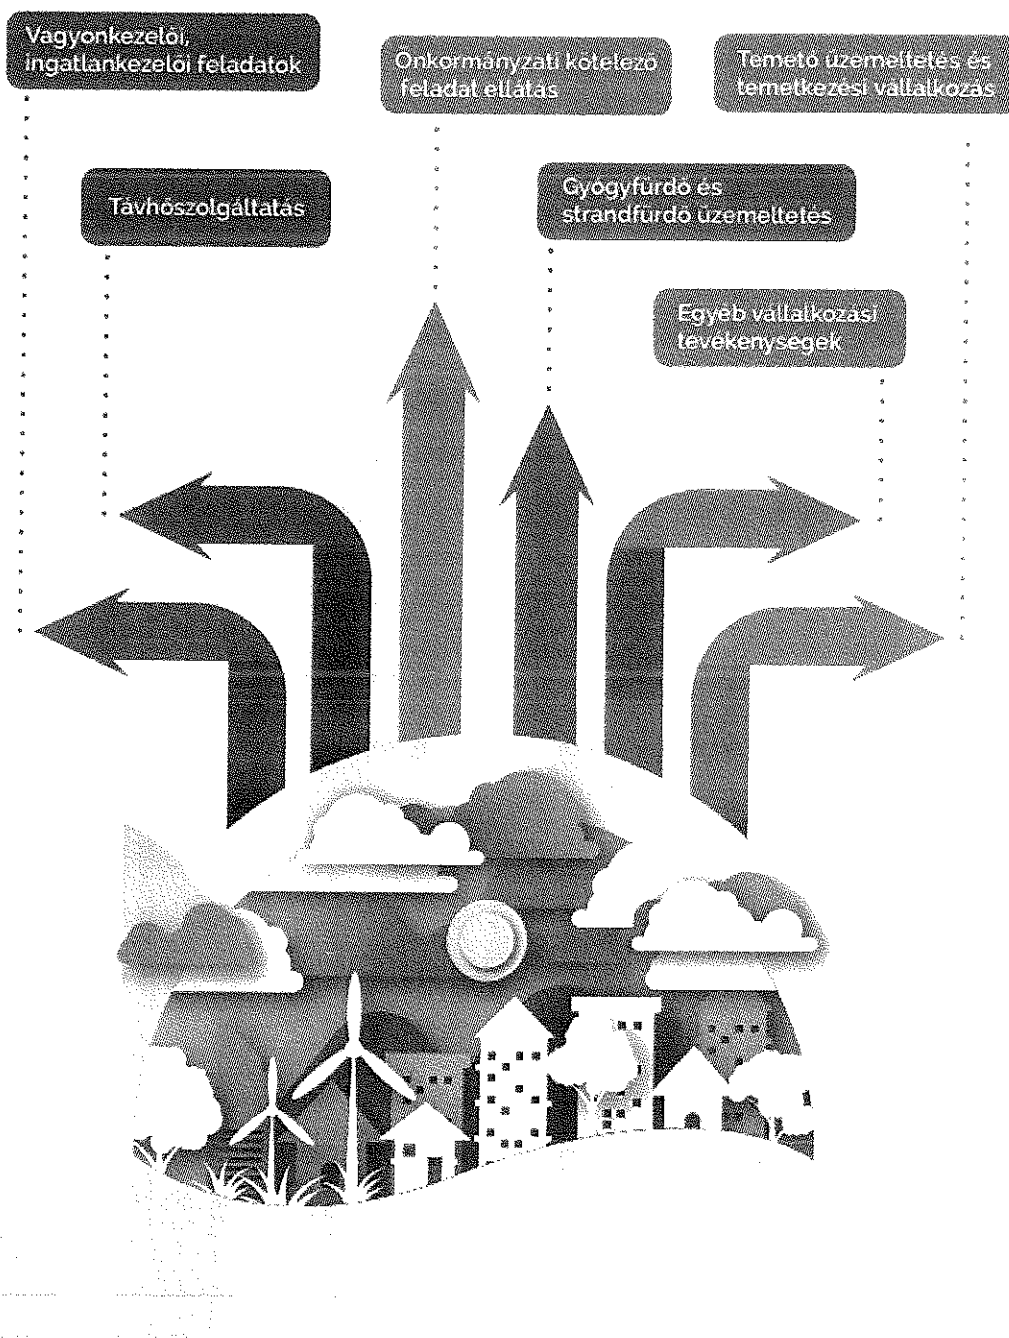 Vagyonkezelői,
ingatlankezelői feladatok
Önkormányzati kötelező
feladat ellátás
Temető üzemeltetés és
temetkezési vállalkozás
Távhőszolgáltatás
Gyógyfürdő és
strandfürdő üzemeltetés
Egyéb vállalkozási
tevékenységek